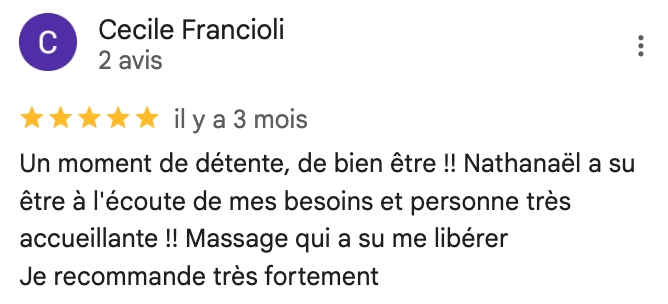 C
Cecile Francioli
2 avis
il y a 3 mois
Un moment de détente, de bien être !! Nathanaël a su
être à l'écoute de mes besoins et personne très
accueillante !! Massage qui a su me libérer
Je recommande très fortement